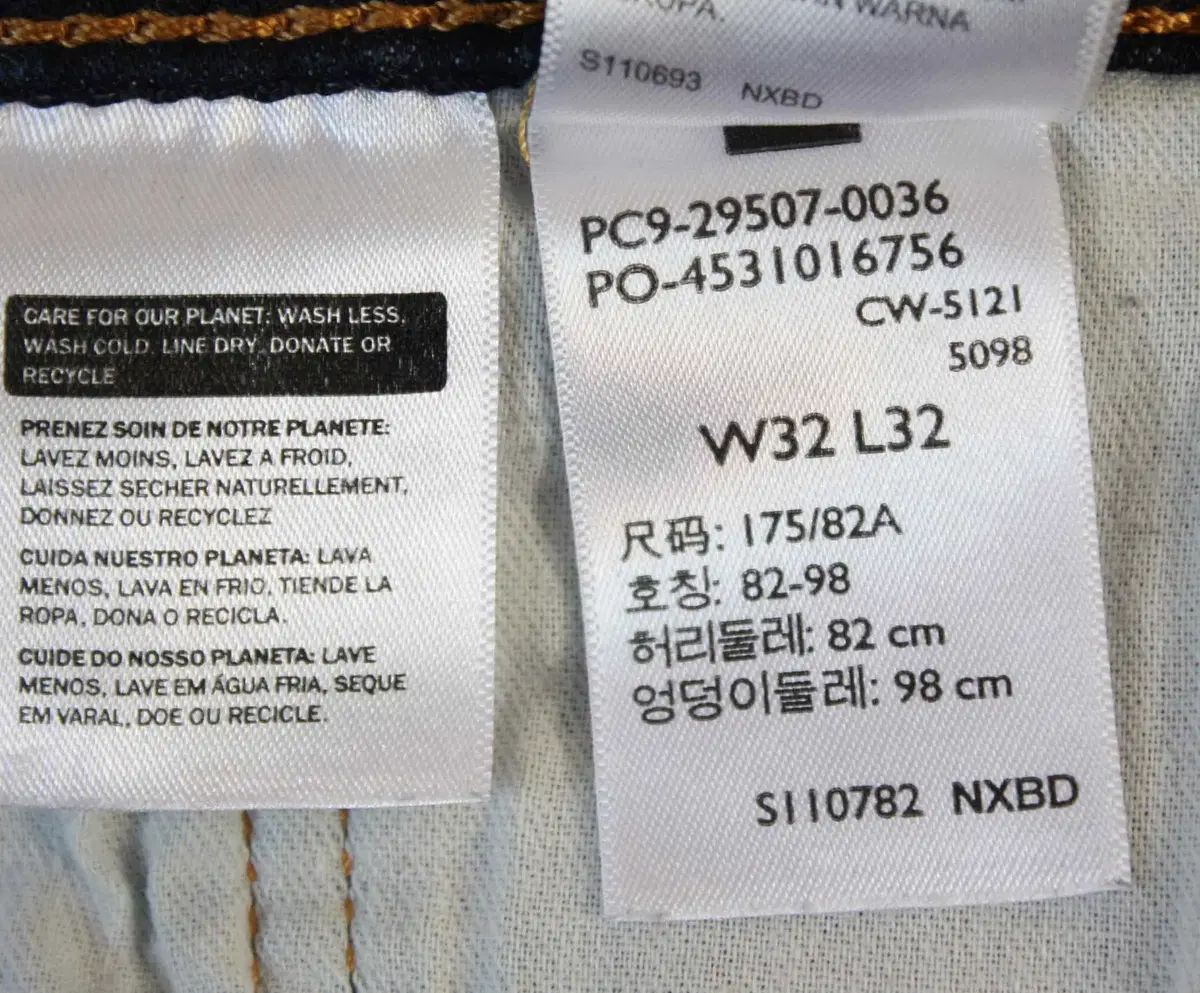 WARNA
S110693 NXBD
CARE FOR OUR PLANET: WASH LESS,
WASH COLD, LINE DRY, DONATE OR
RECYCLE
PRENEZ SOIN DE NOTRE PLANETE:
LAVEZ MOINS, LAVEZ A FROID,
LAISSEZ SECHER NATURELLEMENT,
DONNEZ OU RECYCLEZ
CUIDA NUESTRO PLANETA: LAVA
MENOS, LAVA EN FRIO, TIENDE LA
ROPA, DONA O RECICLA.
CUIDE DO NOSSO PLANETA: LAVE
MENOS, LAVE EM ÁGUA FRIA, SEQUE
EM VARAL, DOE OU RECICLE.
PC9-29507-0036
PO-4531016756
CW-5121
5098
W32 L32
尺码: 175/82A
호칭: 82-98
허리둘레: 82 cm
엉덩이둘레: 98 cm
S110782 NXBD